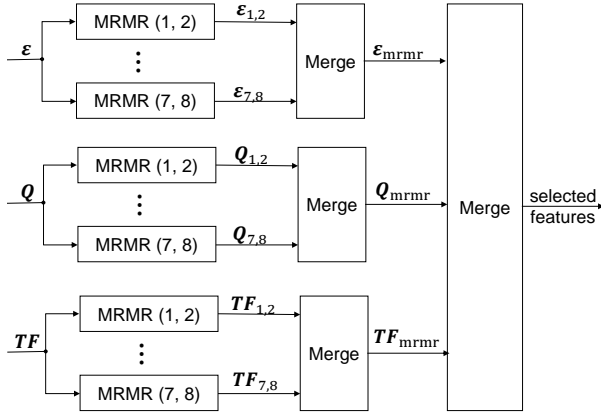 ε
MRMR (1, 2)
ε1,2
⋮
MRMR (7, 8)
ε7,8
Merge
εmrmr
Q
MRMR (1, 2)
Q1,2
⋮
MRMR (7, 8)
Q7,8
Merge
Qmrmr
TF
MRMR (1, 2)
TF1,2
⋮
MRMR (7, 8)
TF7,8
Merge
TFmrmr
Merge
selected
features